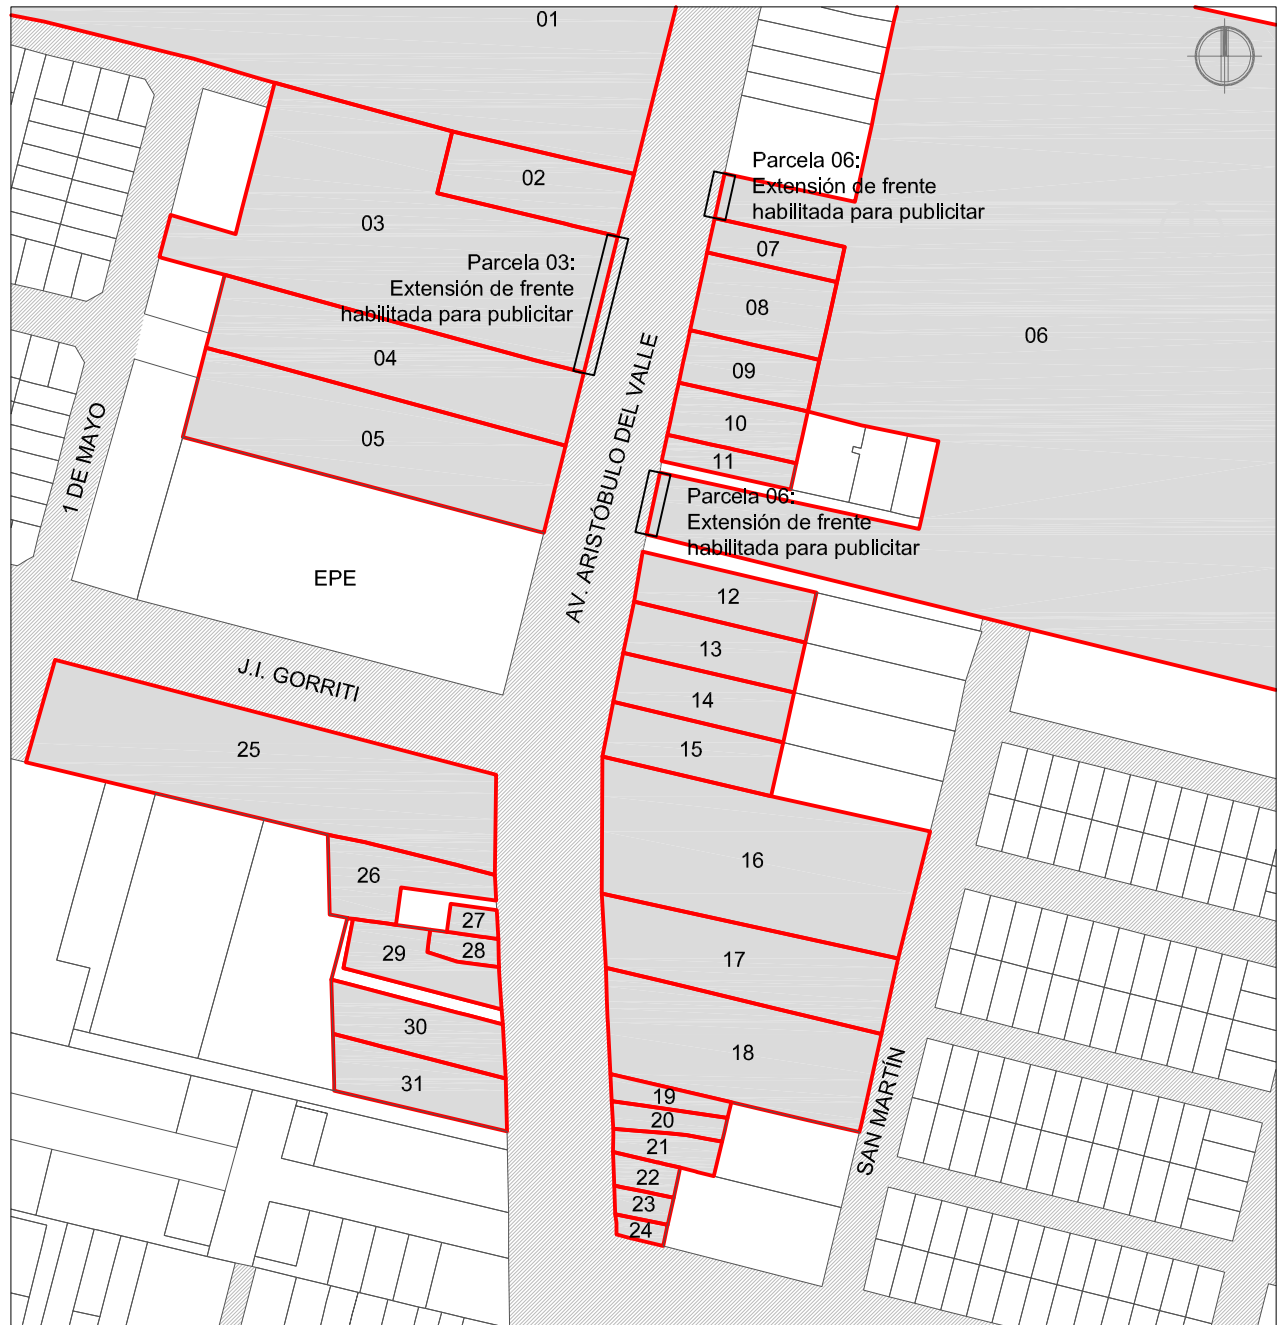 01
02
Parcela 06:
Extensión de frente
habilitada para publicitar
03
07
Parcela 03:
Extensión de frente
habilitada para publicitar
08
06
04
09
AV. ARISTÓBULO DEL VALLE
10
05
1 DE MAYO
11
Parcela 06:
Extensión de frente
habilitada para publicitar
EPE
12
13
J.I. GORRITI
14
25
15
16
26
27
28
29
17
30
18
31
SAN MARTÍN
19
20
21
22
23
24